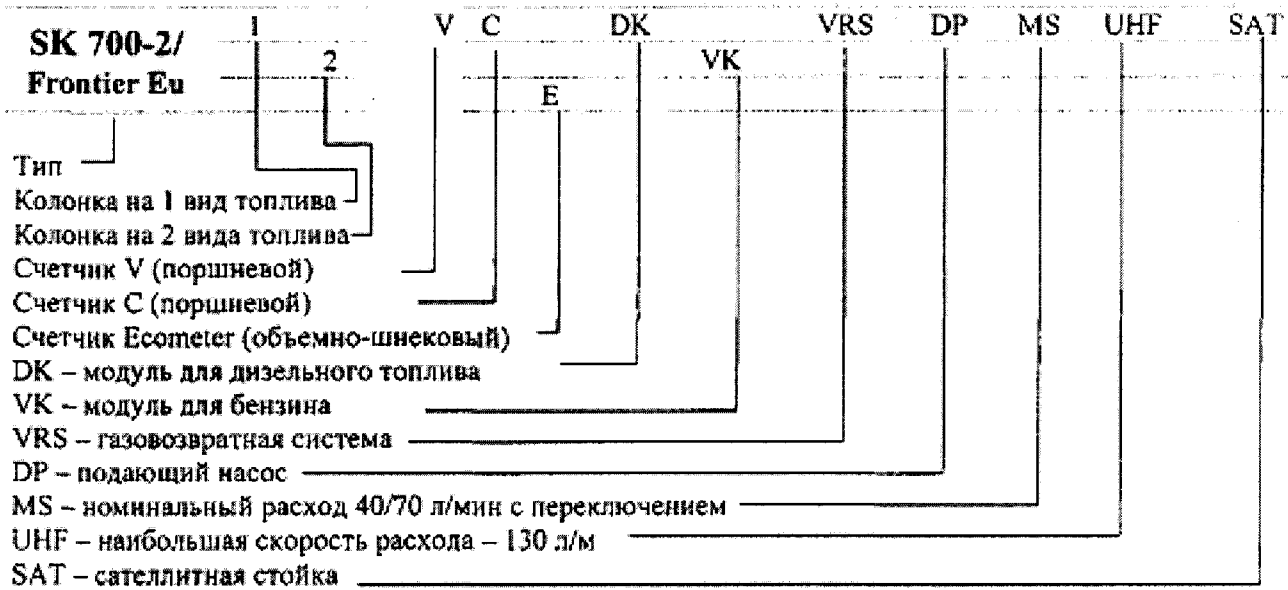 SK 700-2/ 1 V C DK VRS DP MS UHF SAT
Frontier Eu 2 VK
E
Тип
Колонка на 1 вид топлива
Колонка на 2 вида топлива
Счетчик V (поршневой)
Счетчик C (поршневой)
Счетчик Ecometer (объемно-шнековый)
DK – модуль для дизельного топлива
VK – модуль для бензина
VRS – газовозвратная система
DP – подающий насос
MS – номинальный расход 40/70 л/мин с переключением
UHF – наибольшая скорость расхода – 130 л/м
SAT – сателлитная стойка